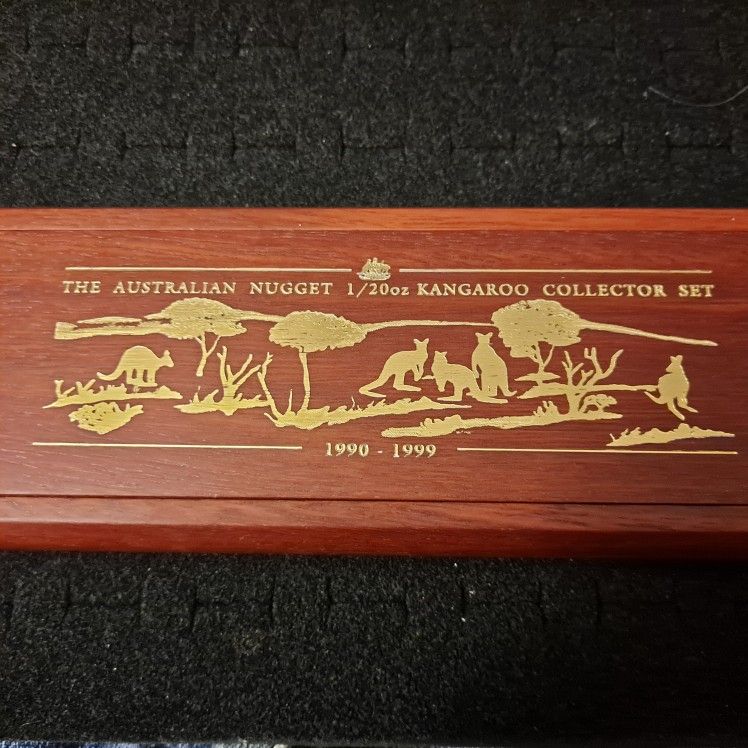 THE AUSTRALIAN NUGGET 1/20oz KANGAROO COLLECTOR SET
1990 - 1999